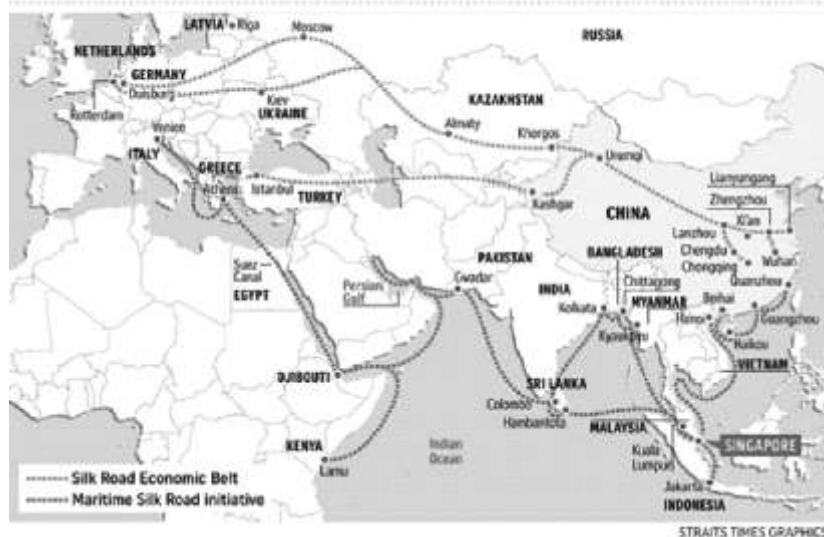 LATVIA
Riga
Moscow
RUSSIA
NETHERLANDS
GERMANY
Duisburg
Rotterdam
Kiev
UKRAINE
KAZAKHSTAN
Venice
Almaty
Khorgos
Urumqi
ITALY
GREECE
Athens
Istanbul
TURKEY
Kashgar
Lianyungang
Zhengzhou
CHINA
Xi'an
Lanzhou
Chengdu
Chongqing
Wuhan
Quanzhou
Suez
Canal
EGYPT
Persian
Golf
PAKISTAN
Gwadar
BANGLADESH
INDIA
Chittagong
Kolkata
MYANMAR
Beihai
Hanoi
Guangzhou
Haikou
VIETNAM
DJIBOUTI
SRI LANKA
Colombo
Hambantota
MALAYSIA
SINGAPORE
KENYA
Lamu
Indian
Ocean
Kuala
Lumpur
Jakarta
INDONESIA
Silk Road Economic Belt
Maritime Silk Road initiative
STRAITS TIMES GRAPHICS